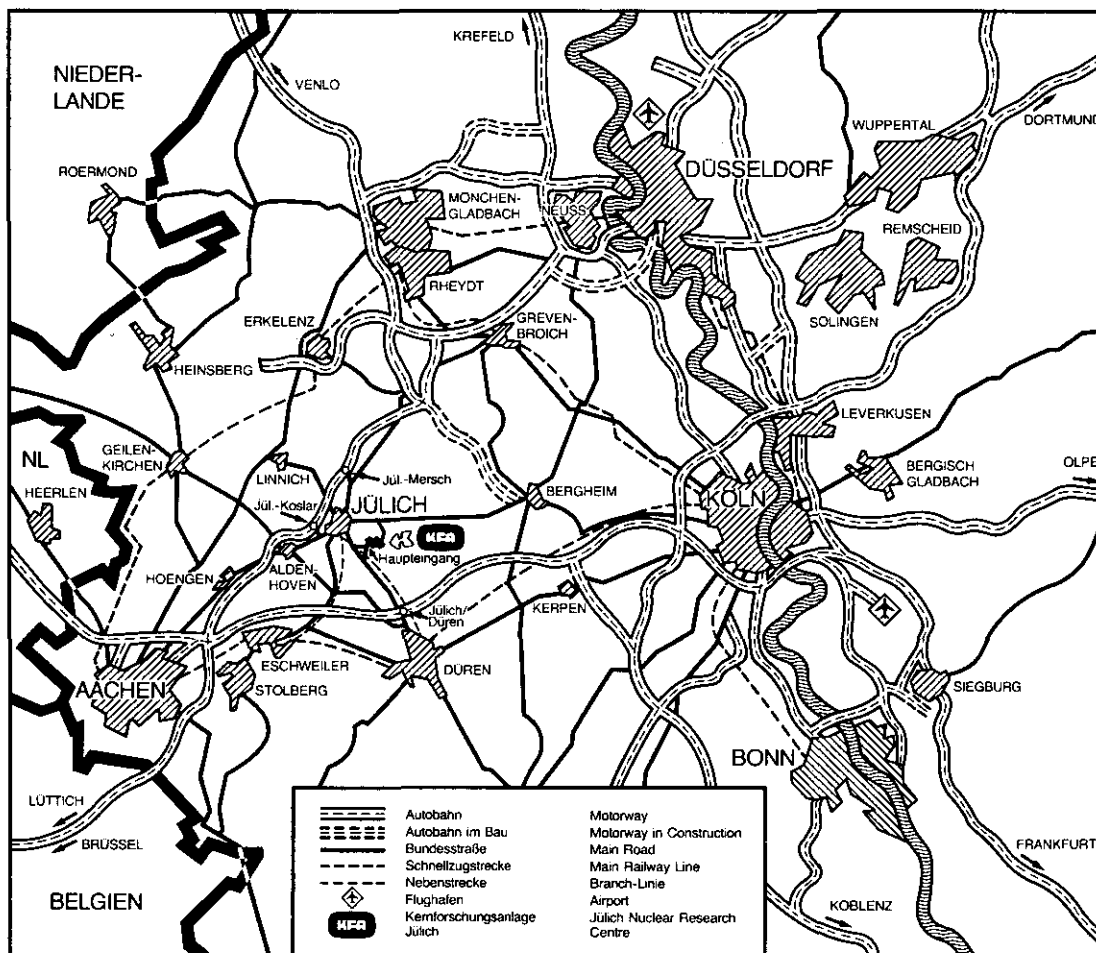 KREFELD
NIEDER-
LANDE
VENLO
DORTMUND
WUPPERTAL
DÜSSELDORF
ROERMOND
MÖNCHEN-
GLADBACH
NEUSS
REMSCHEID
RHEYDT
SOLINGEN
ERKELENZ
GREVEN-
BROICH
HEINSBERG
LEVERKUSEN
GEILEN-
KIRCHEN
NL
LINNICH
Jül.-Mersch
BERGISCH
GLADBACH
OLPE
HEERLEN
Jül.-Koslar
JÜLICH
BERGHEIM
KÖLN
KFA
Haupteingang
HOENGEN
ALDEN-
HOVEN
KERPEN
Jülich/
Düren
ESCHWEILER
DÜREN
AACHEN
STOLBERG
SIEGBURG
BONN
LÜTTICH
BRÜSSEL
FRANKFURT
BELGIEN
KOBLENZ
Autobahn Motorway
Autobahn im Bau Motorway in Construction
Bundesstraße Main Road
Schnellzugstrecke Main Railway Line
Nebenstrecke Branch-Linie
Flughafen Airport
KFA Kernforschungsanlage Jülich Nuclear Research
Jülich Centre